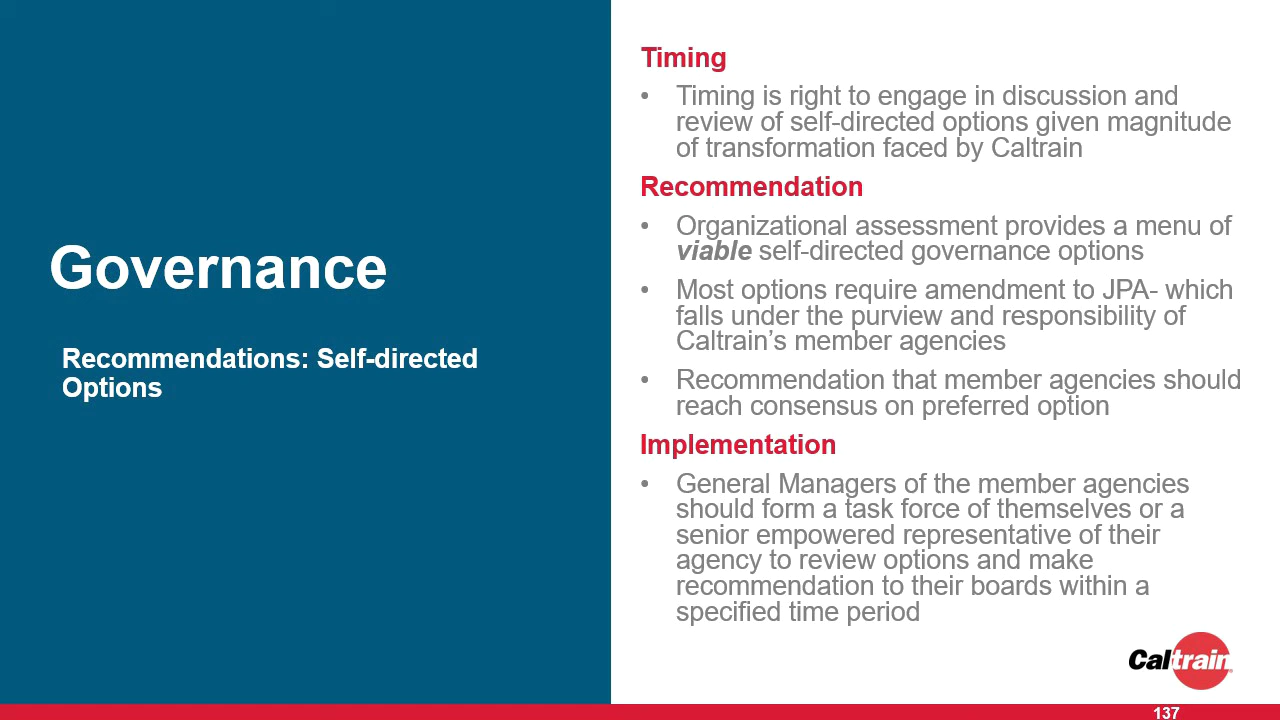 Governance
Recommendations: Self-directed
Options
Timing
• Timing is right to engage in discussion and
review of self-directed options given magnitude
of transformation faced by Caltrain
Recommendation
• Organizational assessment provides a menu of
viable self-directed governance options
• Most options require amendment to JPA- which
falls under the purview and responsibility of
Caltrain’s member agencies
• Recommendation that member agencies should
reach consensus on preferred option
Implementation
• General Managers of the member agencies
should form a task force of themselves or a
senior empowered representative of their
agency to review options and make
recommendation to their boards within a
specified time period
Caltrain
137